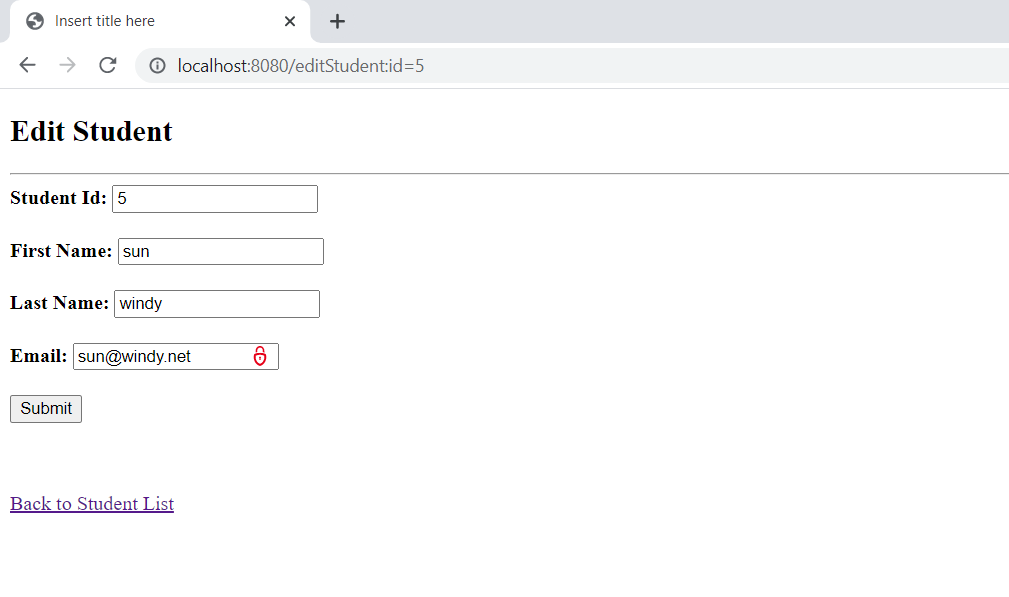 Insert title here
localhost:8080/editStudent:id=5
Edit Student
Student Id: 5
First Name: sun
Last Name: windy
Email: sun@windy.net
Submit
Back to Student List